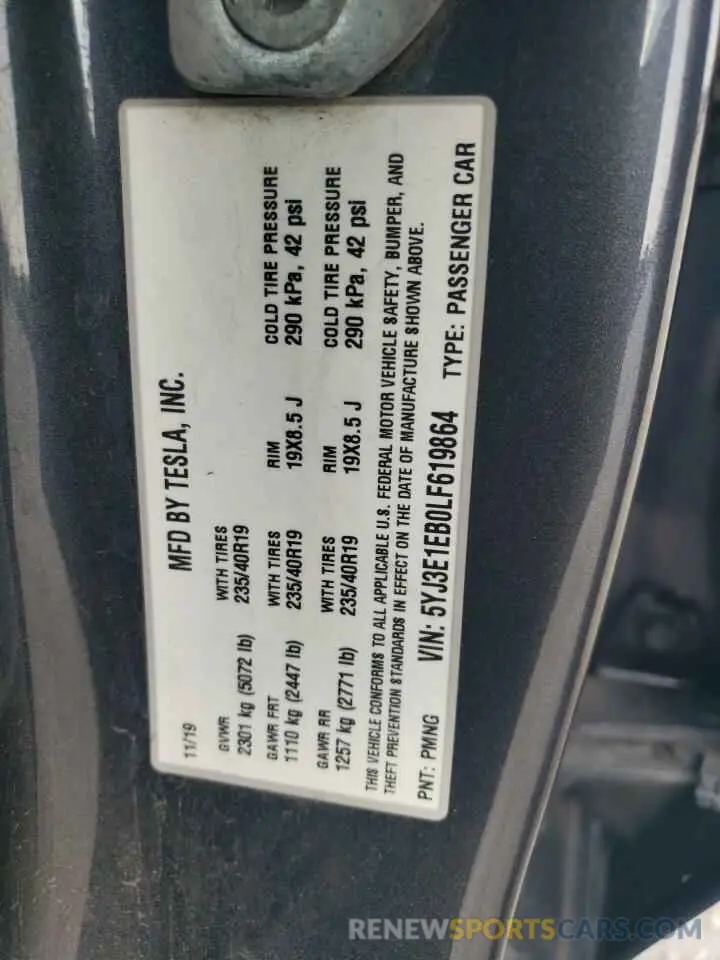 MFD BY TESLA, INC.
11/19
GVWR WITH TIRES
2301 kg (5072 lb) 235/40R19
GAWR FRT WITH TIRES RIM COLD TIRE PRESSURE
1110 kg (2447 lb) 235/40R19 19X8.5 J 290 kPa, 42 psi
GAWR RR WITH TIRES RIM COLD TIRE PRESSURE
1257 kg (2771 lb) 235/40R19 19X8.5 J 290 kPa, 42 psi
THIS VEHICLE CONFORMS TO ALL APPLICABLE U.S. FEDERAL MOTOR VEHICLE SAFETY, BUMPER, AND
THEFT PREVENTION STANDARDS IN EFFECT ON THE DATE OF MANUFACTURE SHOWN ABOVE.
PNT: PMNG VIN: 5YJ3E1EB0LF619864 TYPE: PASSENGER CAR
RENEWSPORTSCARS.COM